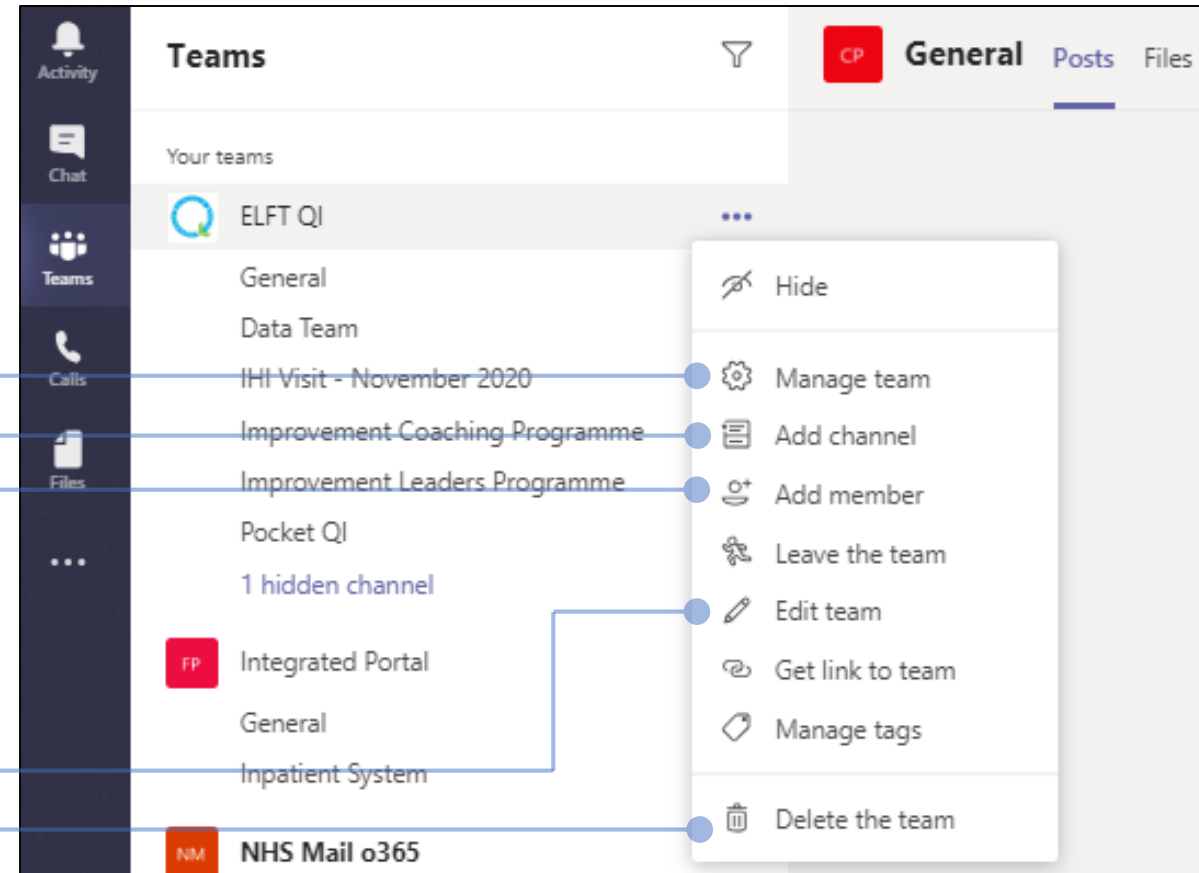 Activity
Chat
Teams
Calls
Files
Teams
Your teams
ELFT QI
General
Data Team
IHI Visit - November 2020
Improvement Coaching Programme
Improvement Leaders Programme
Pocket QI
1 hidden channel
FP
Integrated Portal
General
Inpatient System
NM
NHS Mail o365
Hide
Manage team
Add channel
Add member
Leave the team
Edit team
Get link to team
Manage tags
Delete the team
CP
General
Posts
Files